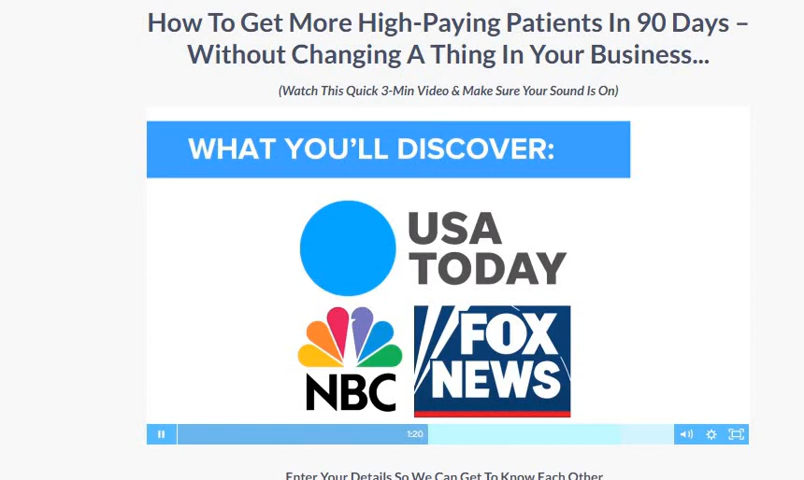 How To Get More High-Paying Patients In 90 Days –
Without Changing A Thing In Your Business...
(Watch This Quick 3-Min Video & Make Sure Your Sound Is On)
WHAT YOU'LL DISCOVER:
USA
TODAY
NBC
FOX
NEWS
1:20
Enter Your Details So We Can Get To Know Each Other